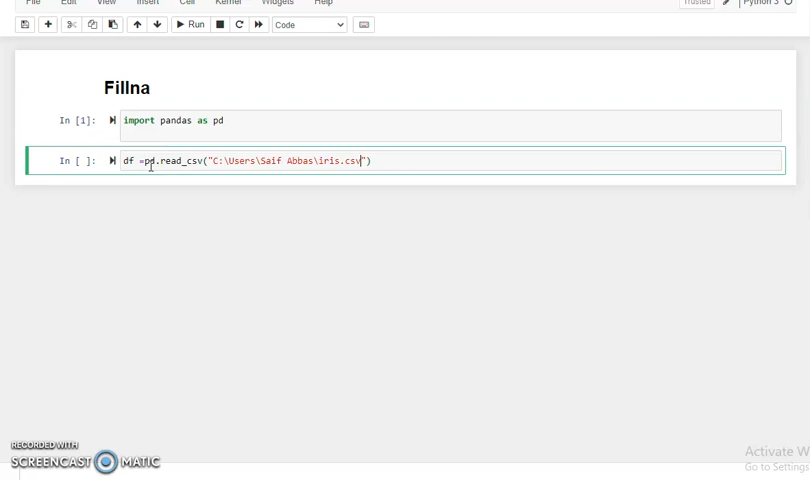 File Edit View Insert Cell Kernel Widgets Help Trusted Python 3
Run Code
Fillna
In [1]: import pandas as pd
In [ ]: df =pd.read_csv("C:\Users\Saif Abbas\iris.csv")
RECORDED WITH
SCREENCAST MATIC
Activate W
Go to Settings